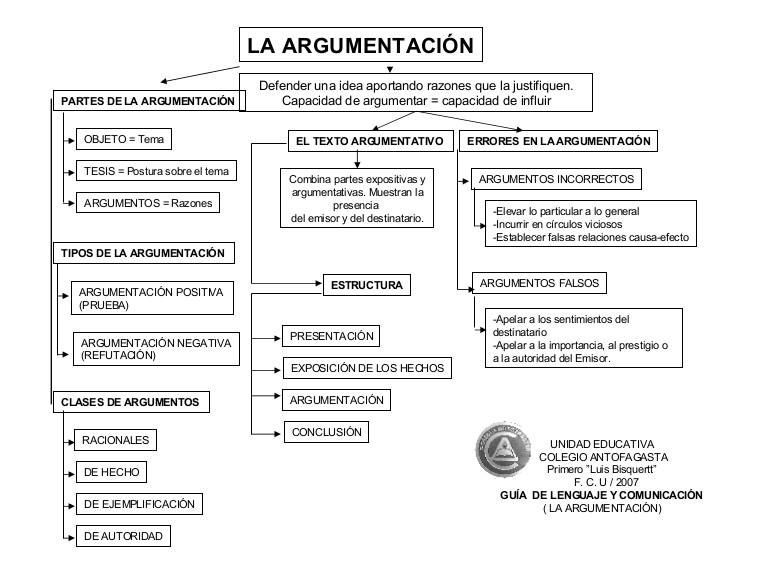 LA ARGUMENTACIÓN
Defender una idea aportando razones que la justifiquen.
Capacidad de argumentar = capacidad de influir
PARTES DE LA ARGUMENTACIÓN
OBJETO = Tema
TESIS = Postura sobre el tema
ARGUMENTOS = Razones
TIPOS DE LA ARGUMENTACIÓN
ARGUMENTACIÓN POSITIVA
(PRUEBA)
ARGUMENTACIÓN NEGATIVA
(REFUTACIÓN)
CLASES DE ARGUMENTOS
RACIONALES
DE HECHO
DE EJEMPLIFICACIÓN
DE AUTORIDAD
EL TEXTO ARGUMENTATIVO
Combina partes expositivas y
argumentativas. Muestran la
presencia
del emisor y del destinatario.
ESTRUCTURA
PRESENTACIÓN
EXPOSICIÓN DE LOS HECHOS
ARGUMENTACIÓN
CONCLUSIÓN
ERRORES EN LA ARGUMENTACIÓN
ARGUMENTOS INCORRECTOS
-Elevar lo particular a lo general
-Incurrir en círculos viciosos
-Establecer falsas relaciones causa-efecto
ARGUMENTOS FALSOS
-Apelar a los sentimientos del
destinatario
-Apelar a la importancia, al prestigio o
a la autoridad del Emisor.
UNIDAD EDUCATIVA
COLEGIO ANTOFAGASTA
Primero "Luis Bisquertt"
F. C. U / 2007
GUÍA DE LENGUAJE Y COMUNICACIÓN
( LA ARGUMENTACIÓN)